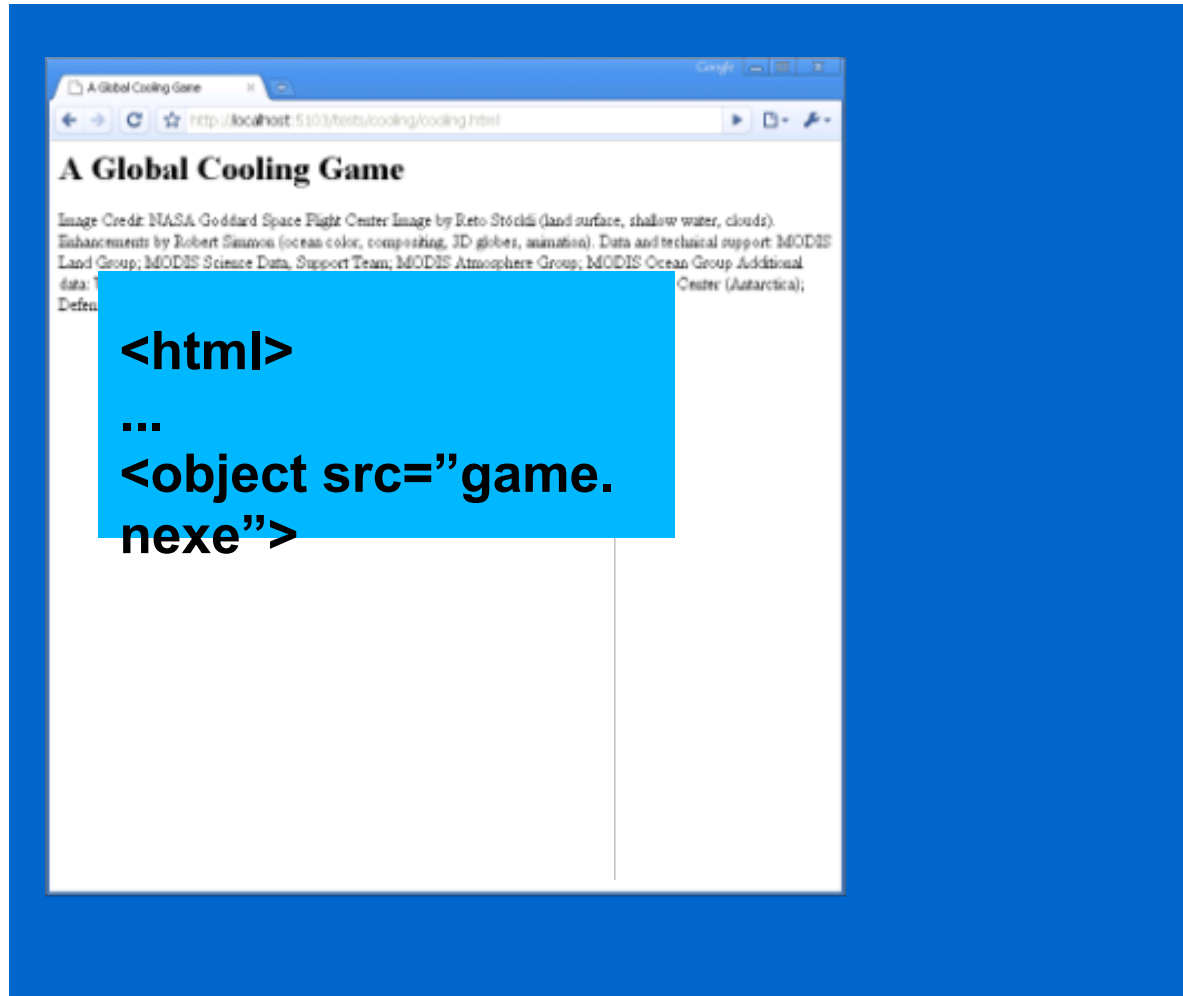 Google
A Global Cooling Game
http://localhost:5103/tests/cooling/cooling.html
A Global Cooling Game
Image Credit: NASA Goddard Space Flight Center Image by Reto Stöckli (land surface, shallow water, clouds).
Enhancements by Robert Simmon (ocean color, compositing, 3D globes, animation). Data and technical support: MODIS
Land Group; MODIS Science Data, Support Team; MODIS Atmosphere Group; MODIS Ocean Group Additional
data: Center (Antarctica);
<html>
...
<object src=”game.
nexe”>